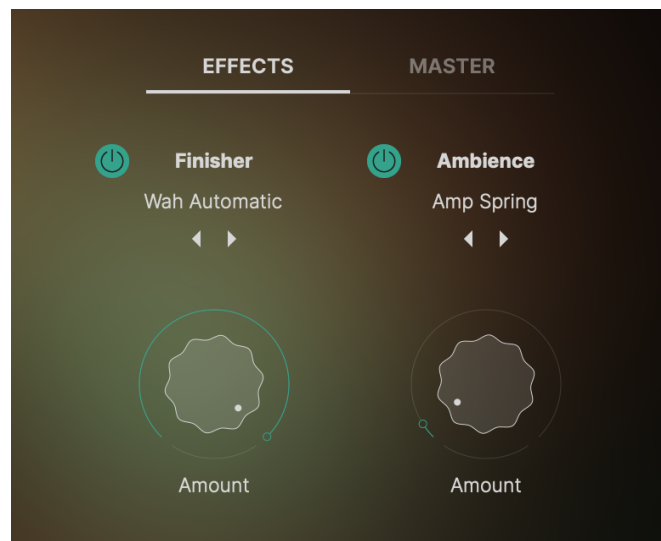 EFFECTS MASTER
Finisher Ambience
Wah Automatic Amp Spring
Amount Amount